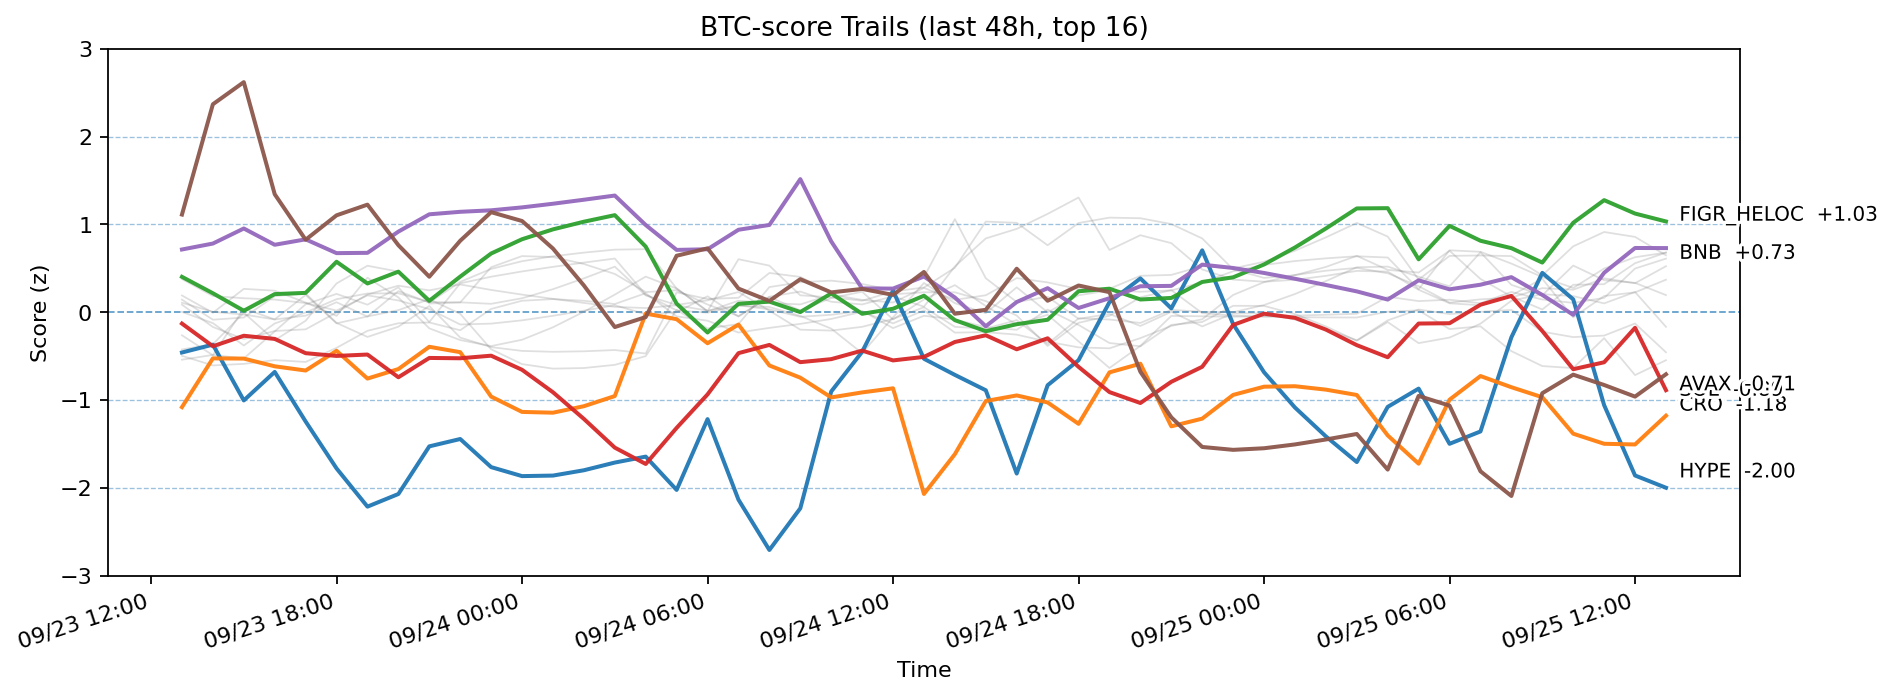 BTC-score Trails (last 48h, top 16)
Score (z)
3
2
1
0
−1
−2
−3
FIGR_HELOC +1.03
BNB +0.73
AVAX -0.71
CRO -1.18
HYPE -2.00
09/23 12:00
09/23 18:00
09/24 00:00
09/24 06:00
09/24 12:00
09/24 18:00
09/25 00:00
09/25 06:00
09/25 12:00
Time